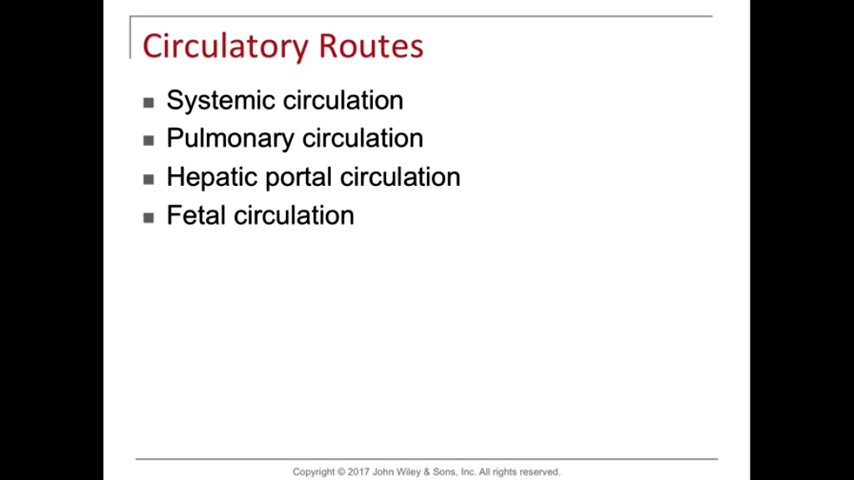 Circulatory Routes
Systemic circulation
Pulmonary circulation
Hepatic portal circulation
Fetal circulation
Copyright © 2017 John Wiley & Sons, Inc. All rights reserved.